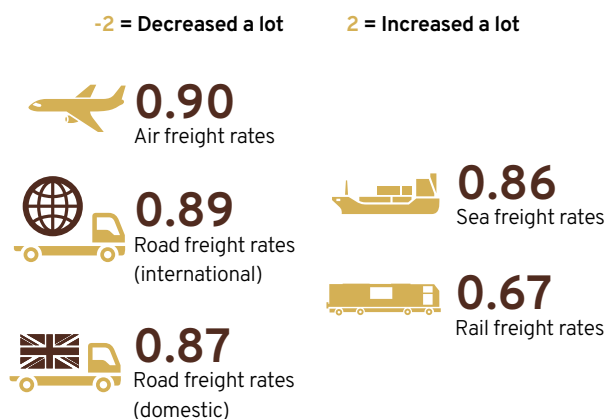 -2 = Decreased a lot
2 = Increased a lot
0.90
Air freight rates
0.89
Road freight rates
(international)
0.87
Road freight rates
(domestic)
0.86
Sea freight rates
0.67
Rail freight rates